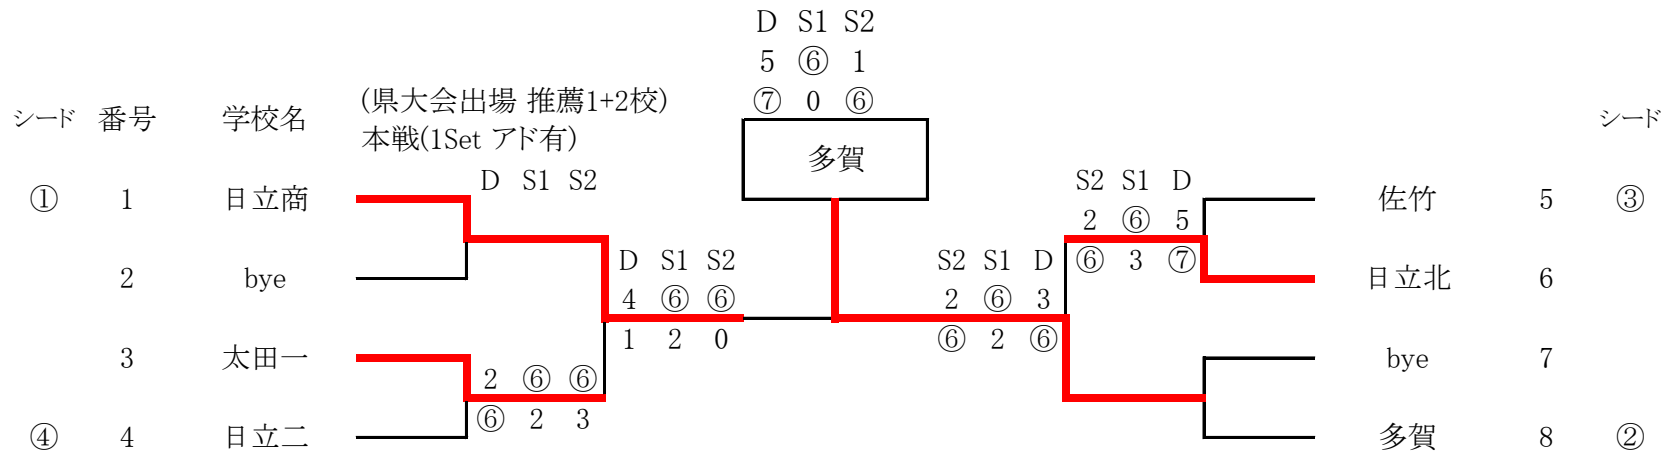 D S1 S2
5 ⑥ 1
⑦ 0 ⑥
シード 番号 学校名
(県大会出場 推薦1+2校)
本戦(1Set アド有)
シード
多賀
D S1 S2
S2 S1 D
① 1 日立商
佐竹 5 ③
2 ⑥ 5
⑥ 3 ⑦
D S1 S2
S2 S1 D
2 bye
日立北 6
4 ⑥ ⑥
2 ⑥ 3
1 2 0
⑥ 2 ⑥
3 太田一
bye 7
2 ⑥ ⑥
⑥ 2 3
④ 4 日立二
多賀 8 ②